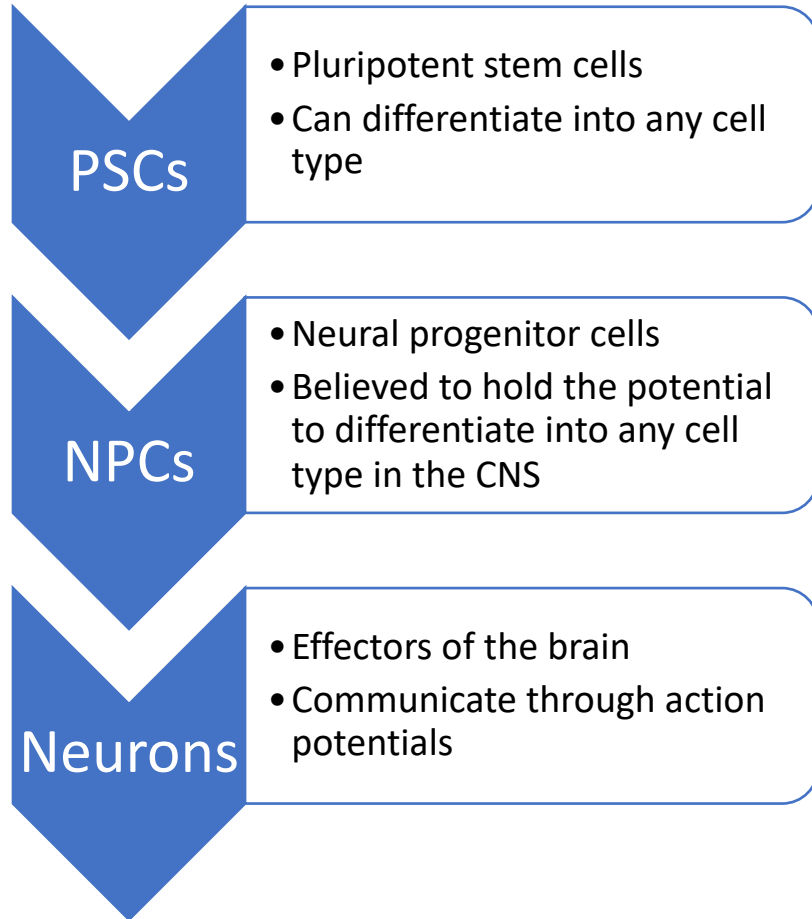 PSCs
• Pluripotent stem cells
• Can differentiate into any cell
type
NPCs
• Neural progenitor cells
• Believed to hold the potential
to differentiate into any cell
type in the CNS
Neurons
• Effectors of the brain
• Communicate through action
potentials